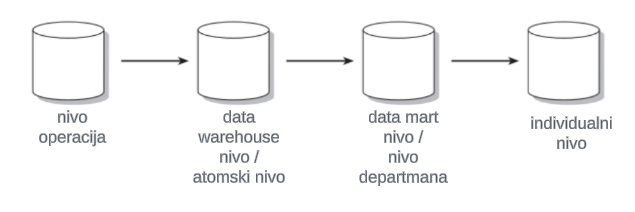 nivo
operacija
data
warehouse
nivo /
atomski nivo
data mart
nivo /
nivo
departmana
individualni
nivo